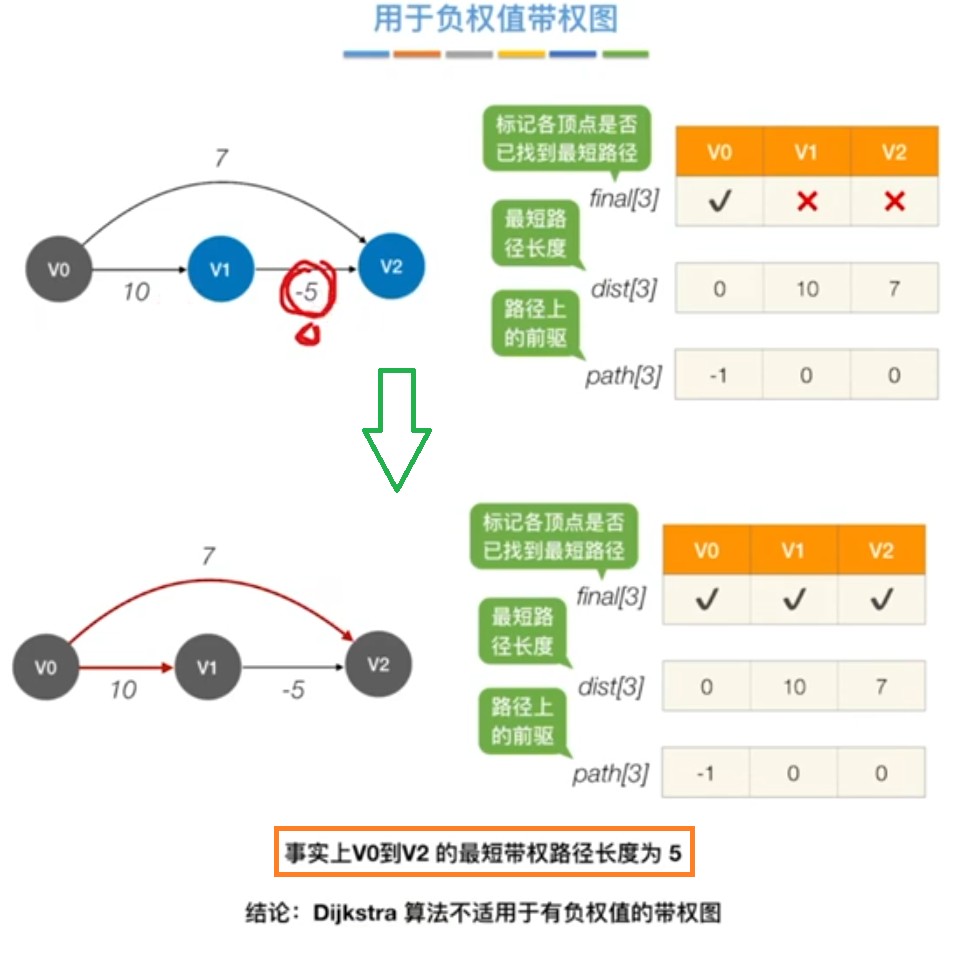 用于负权值带权图
标记各顶点是否
已找到最短路径
V0 V1 V2
final[3]
7
最短路
径长度
V0 V1 V2
10 -5
dist[3] 0 10 7
路径上
的前驱
path[3] -1 0 0
标记各顶点是否
已找到最短路径
V0 V1 V2
final[3]
7
最短路
径长度
V0 V1 V2
10 -5
dist[3] 0 10 7
路径上
的前驱
path[3] -1 0 0
事实上V0到V2 的最短带权路径长度为 5
结论：Dijkstra 算法不适用于有负权值的带权图